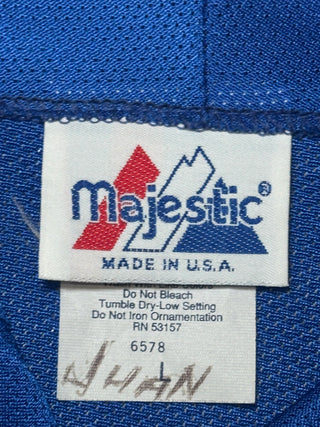 Majestic®
MADE IN U.S.A.
Do Not Bleach
Tumble Dry-Low Setting
Do Not Iron Ornamentation
RN 53157
6578
L